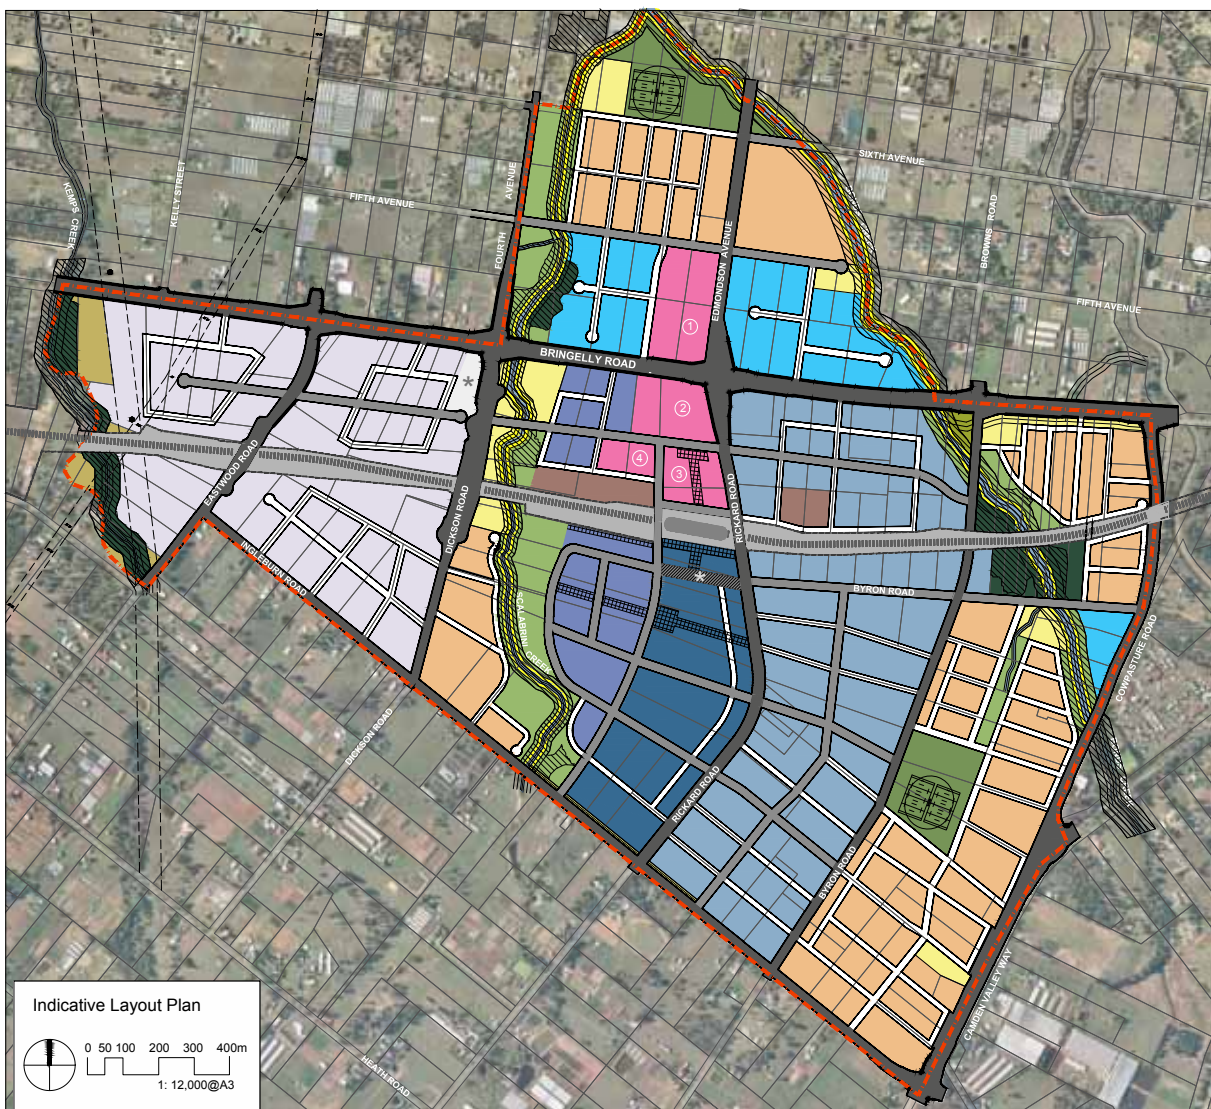 SIXTH AVENUE
KEMPS CREEK
KELLY STREET
FIFTH AVENUE
FOURTH AVENUE
EDMONDSON AVENUE
BROWNS ROAD
FIFTH AVENUE
1
BRINGELLY ROAD
*
2
4
3
EASTWOOD ROAD
DICKSON ROAD
RICKARD ROAD
INGLEBURN ROAD
*
BYRON ROAD
SCALABRINI CREEK
COWPASTURE ROAD
DICKSON ROAD
RICKARD ROAD
BYRON ROAD
CAMDEN VALLEY WAY
HEATH ROAD
Indicative Layout Plan
0 50 100 200 300 400m
1: 12,000@A3